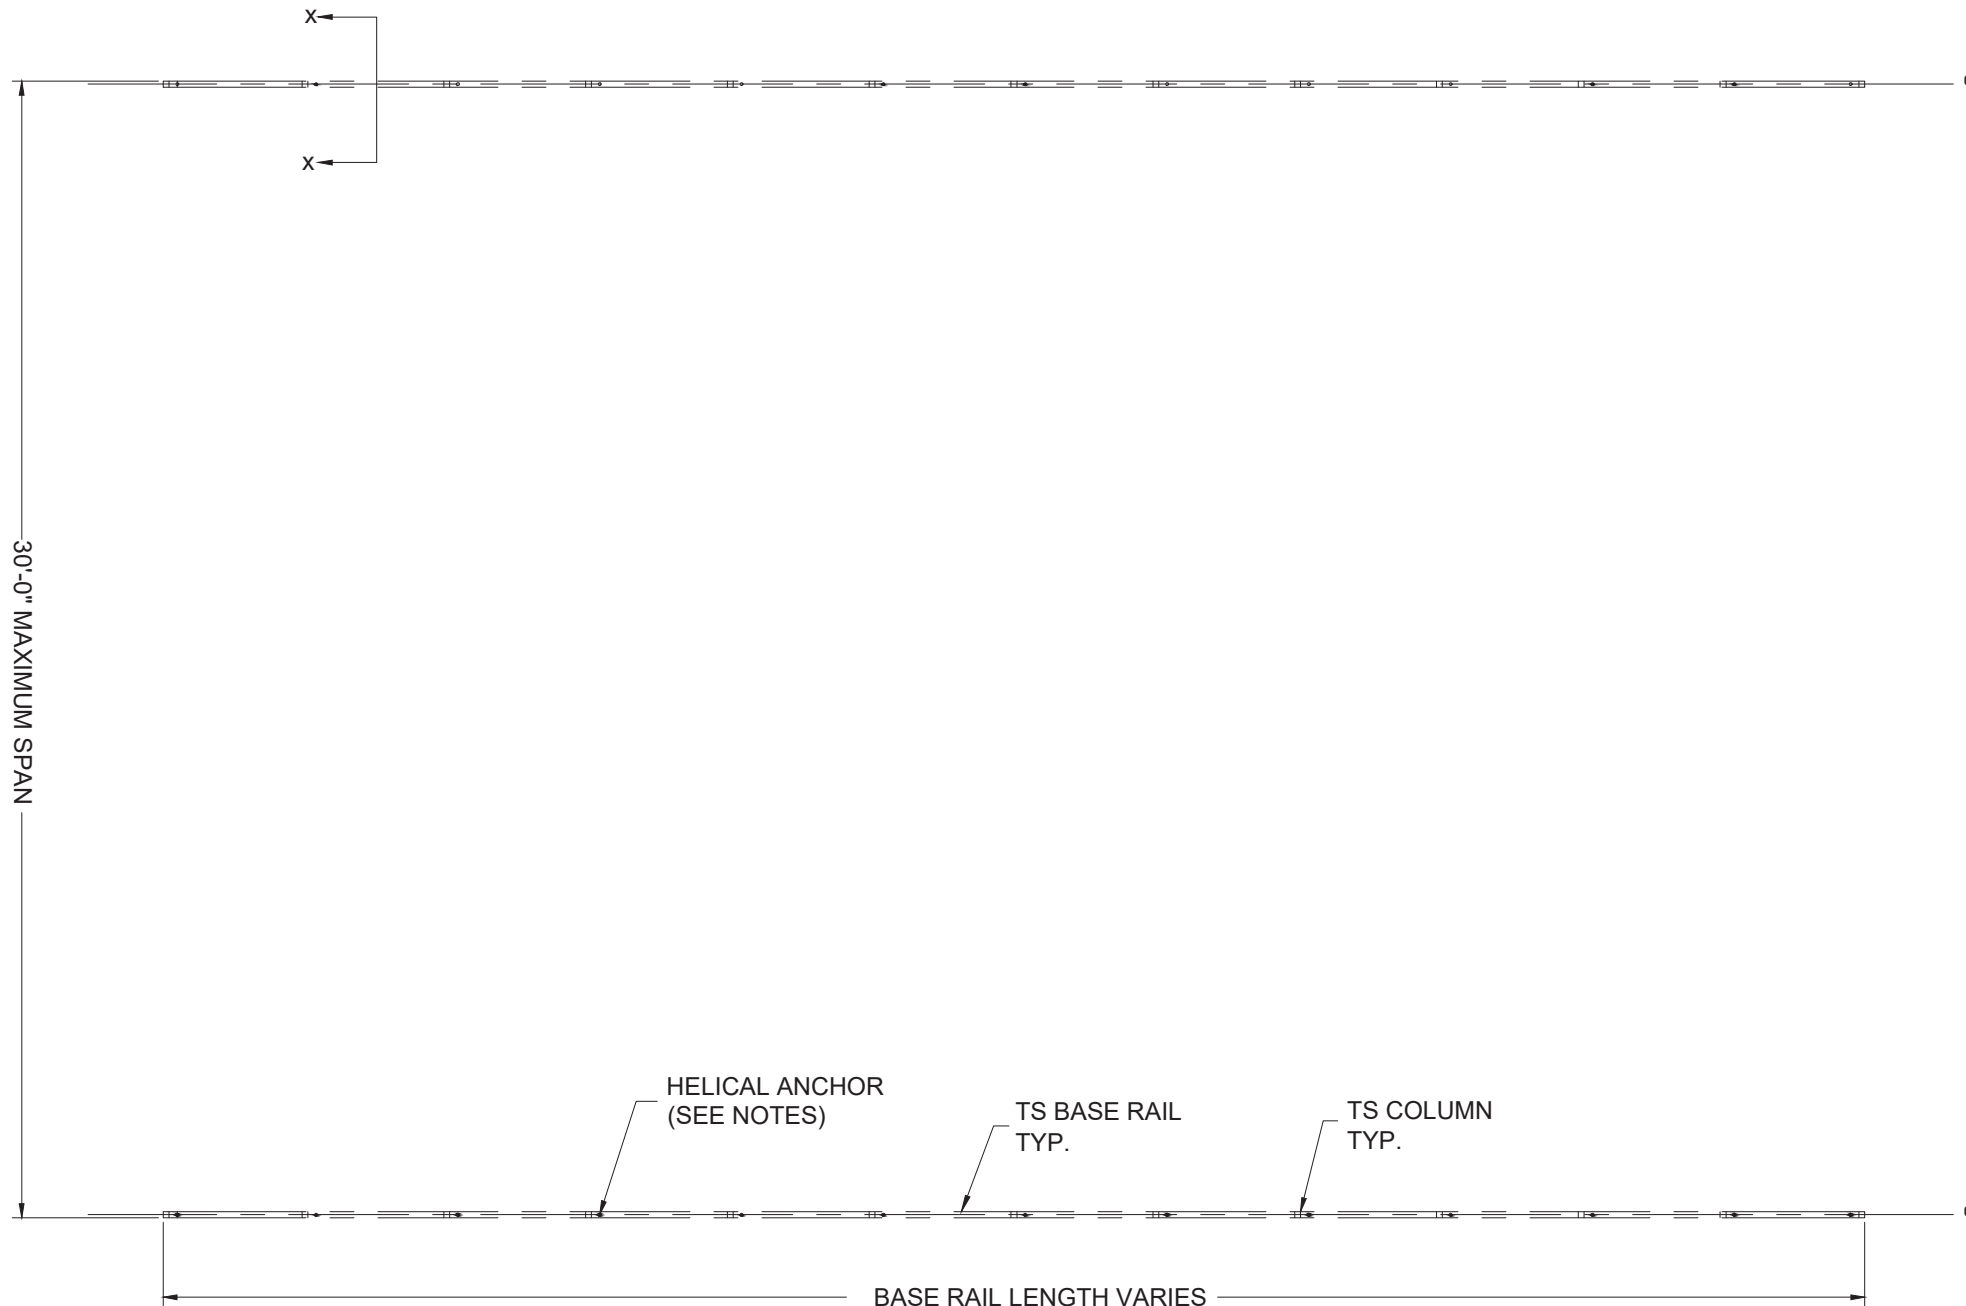 X
X
30'-0" MAXIMUM SPAN
HELICAL ANCHOR
(SEE NOTES)
TS BASE RAIL
TYP.
TS COLUMN
TYP.
BASE RAIL LENGTH VARIES